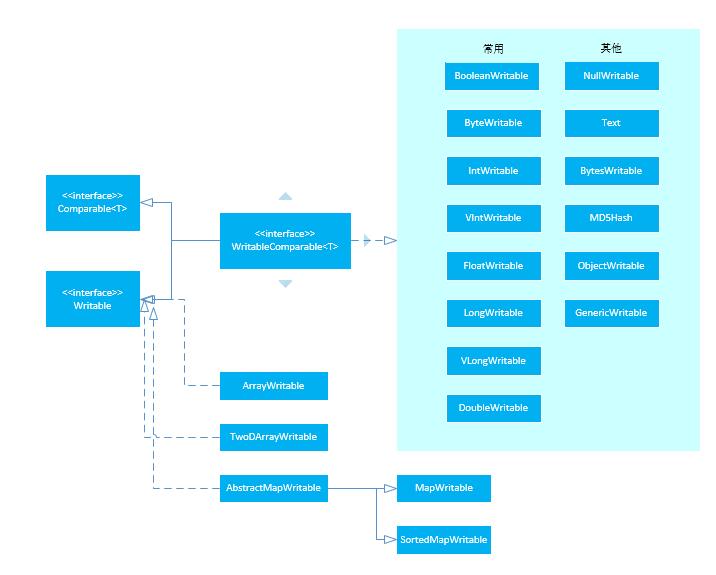 常用
其他
BooleanWritable
NullWritable
ByteWritable
Text
IntWritable
BytesWritable
<<interface>>
Comparable<T>
VIntWritable
MD5Hash
<<interface>>
WritableComparable<T>
FloatWritable
ObjectWritable
<<interface>>
Writable
LongWritable
GenericWritable
VLongWritable
ArrayWritable
DoubleWritable
TwoDArrayWritable
AbstractMapWritable
MapWritable
SortedMapWritable